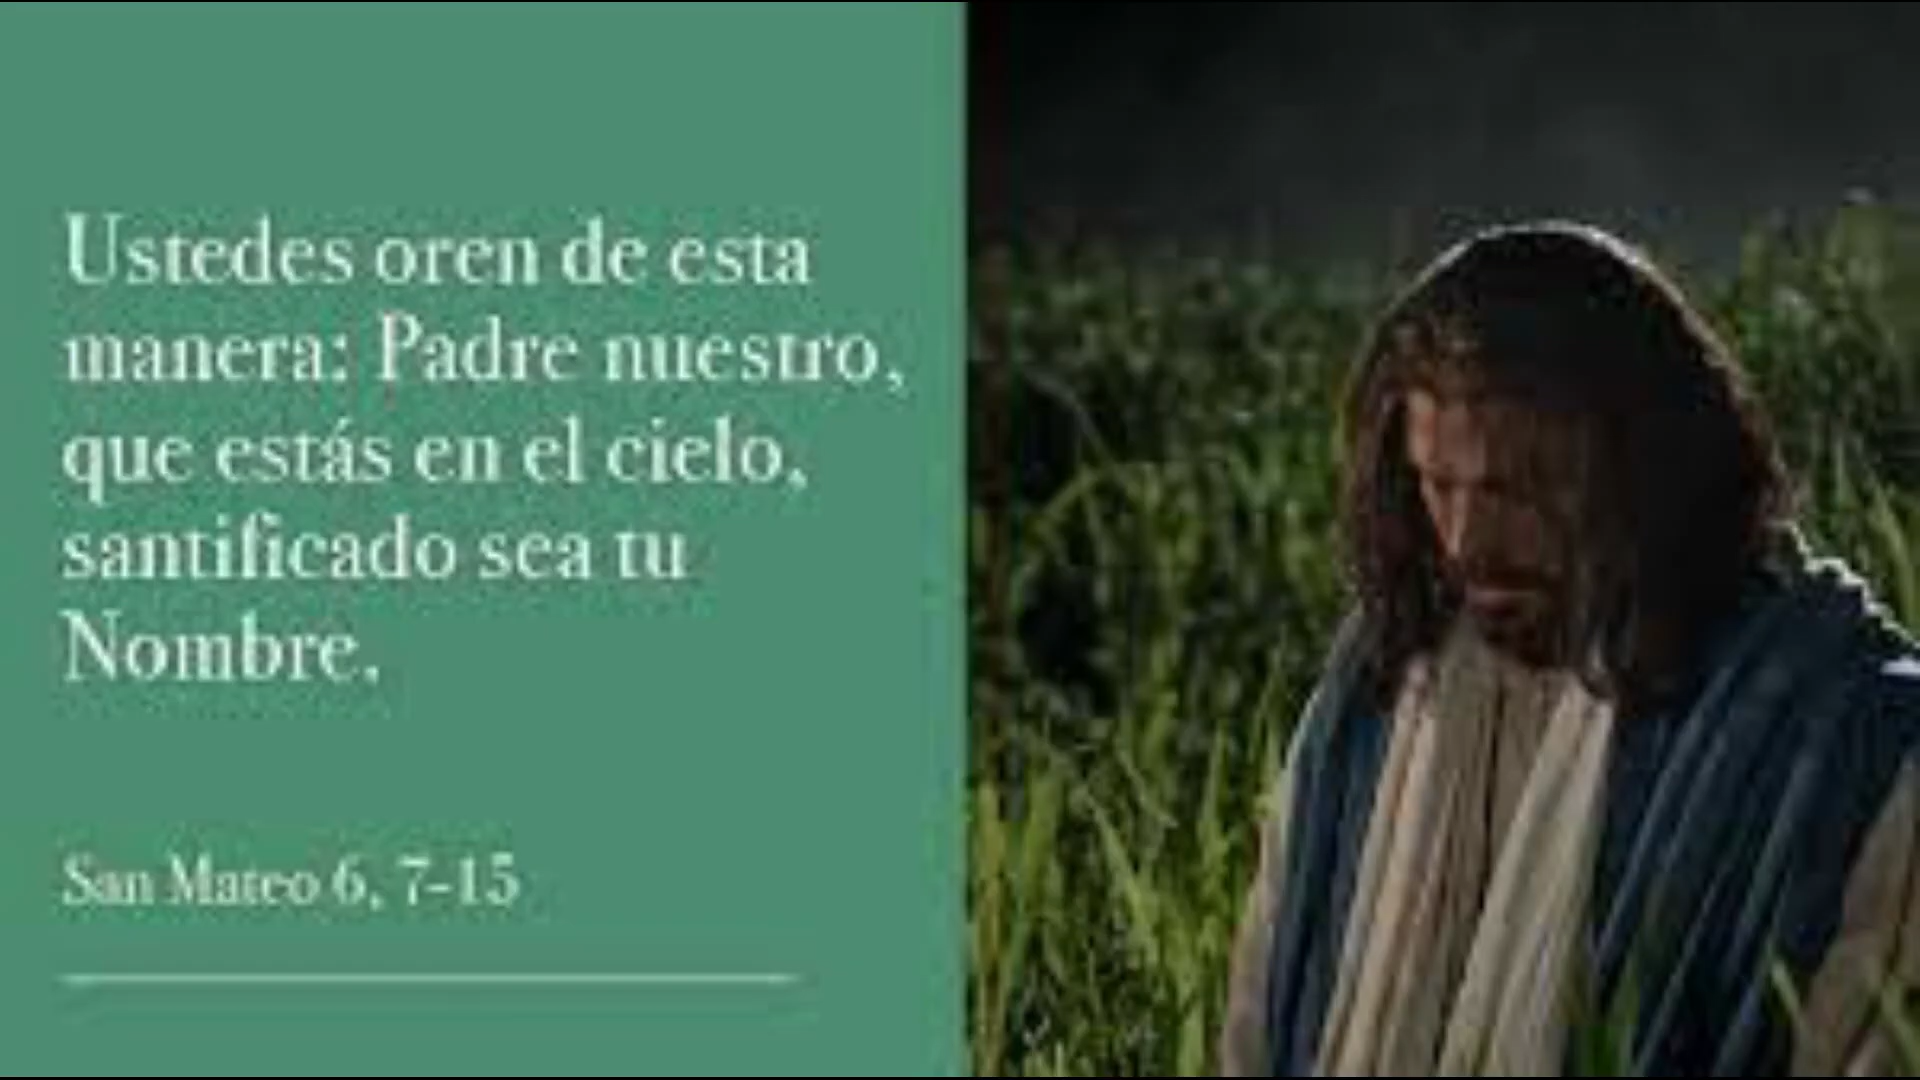 Ustedes oren de esta
manera: Padre nuestro,
que estás en el cielo,
santificado sea tu
Nombre,
San Mateo 6, 7-15